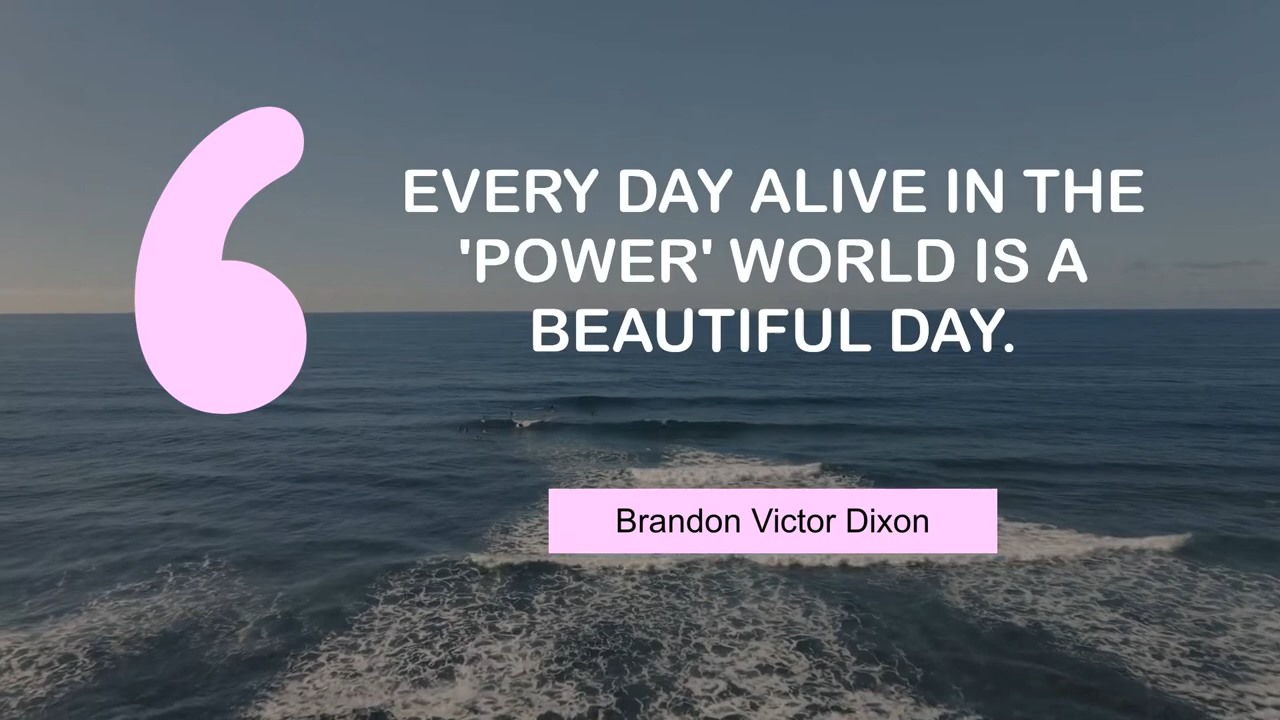 EVERY DAY ALIVE IN THE
'POWER' WORLD IS A
BEAUTIFUL DAY.
Brandon Victor Dixon